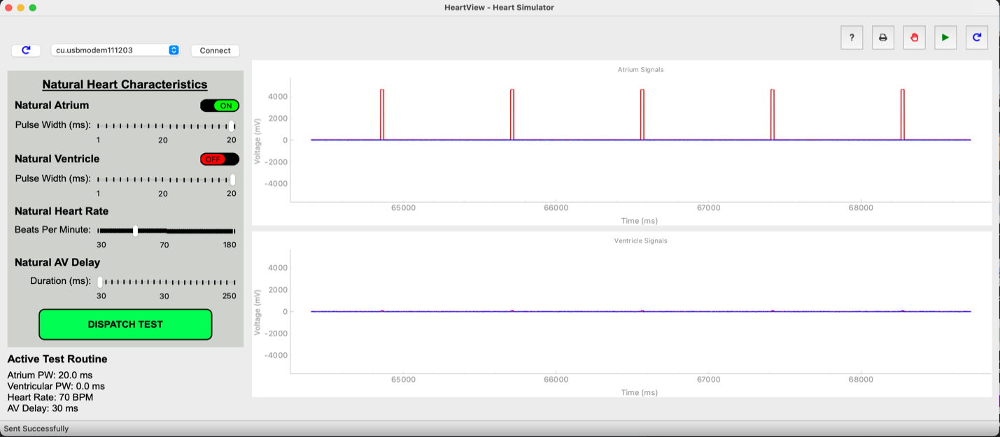 HeartView - Heart Simulator
?
cu.usbmodem111203
Connect
Natural Heart Characteristics
Natural Atrium
ON
Pulse Width (ms):
1 20 20
Natural Ventricle
OFF
Pulse Width (ms):
1 20 20
Natural Heart Rate
Beats Per Minute:
30 70 180
Natural AV Delay
Duration (ms):
30 30 250
DISPATCH TEST
Active Test Routine
Atrium PW: 20.0 ms
Ventricular PW: 0.0 ms
Heart Rate: 70 BPM
AV Delay: 30 ms
Sent Successfully
Atrium Signals
Voltage (mV)
4000
2000
0
-2000
-4000
65000 66000 67000 68000
Time (ms)
Ventricle Signals
Voltage (mV)
4000
2000
0
-2000
-4000
65000 66000 67000 68000
Time (ms)